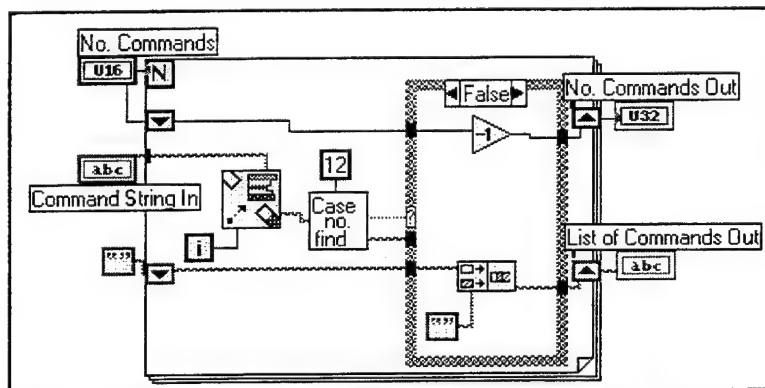 No. Commands
U16
N
False
No. Commands Out
U32
-1
abc
12
Command String In
Case
no.
find
?
i
List of Commands Out
abc
""
""